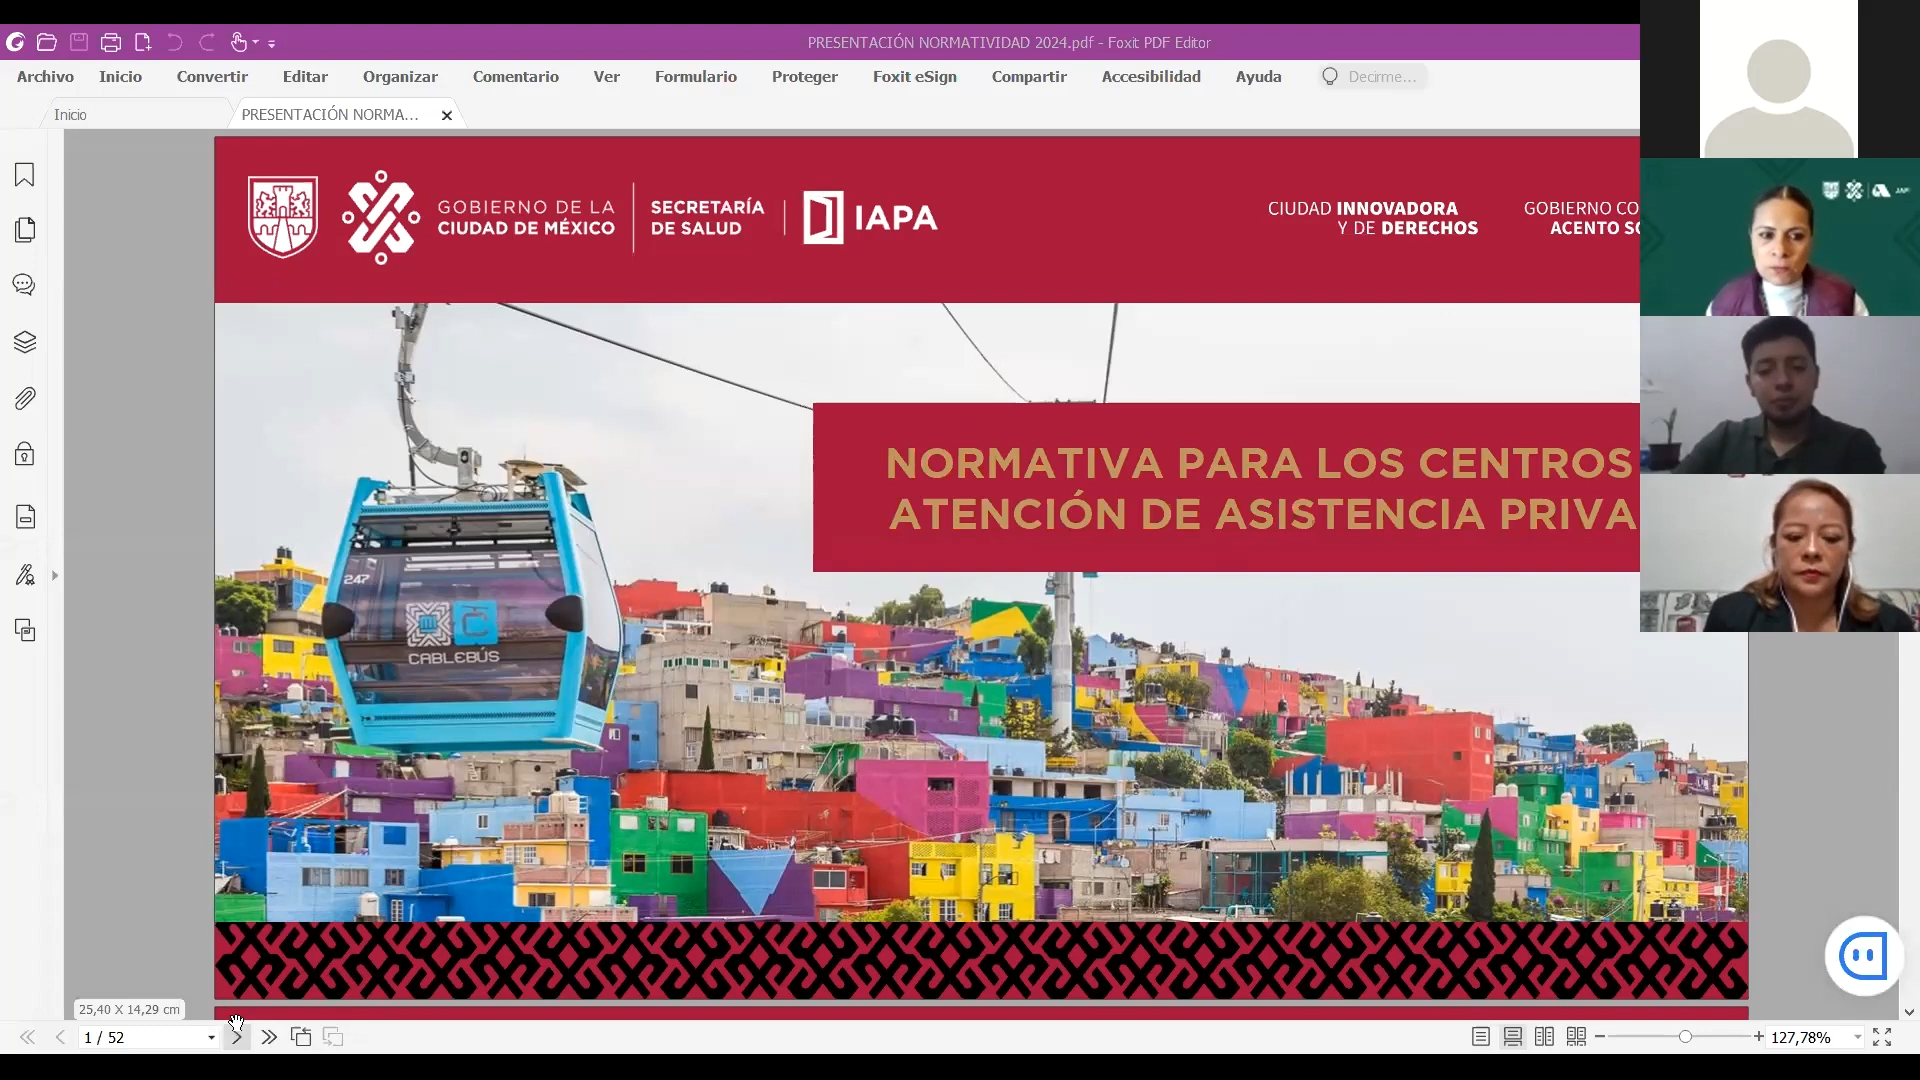 PRESENTACIÓN NORMATIVIDAD 2024.pdf - Foxit PDF Editor
Archivo Inicio Convertir Editar Organizar Comentario Ver Formulario Proteger Foxit eSign Compartir Accesibilidad Ayuda Decirme...
Inicio PRESENTACIÓN NORMA...
GOBIERNO DE LA
CIUDAD DE MÉXICO
SECRETARÍA
DE SALUD
IAPA
CIUDAD INNOVADORA
Y DE DERECHOS
GOBIERNO CO
ACENTO SO
NORMATIVA PARA LOS CENTROS
ATENCIÓN DE ASISTENCIA PRIVA
247
CABLEBÚS
25,40 X 14,29 cm
1 / 52
127,78%